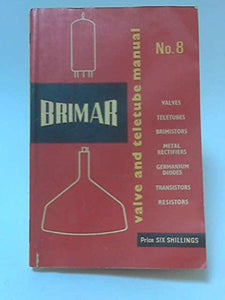 No. 8
BRIMAR
valve and teletube manual
VALVES
TELETUBES
BRIMISTORS
METAL
RECTIFIERS
GERMANIUM
DIODES
TRANSISTORS
RESISTORS
Price SIX SHILLINGS